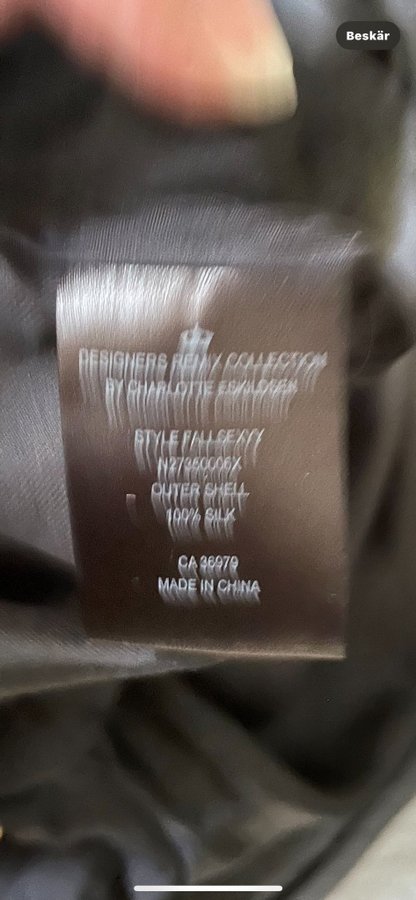 Beskär
DESIGNERS REMIX COLLECTION
BY CHARLOTTE ESKILDSEN
STYLE
OUTER SHELL
100% SILK
CA 36979
MADE IN CHINA